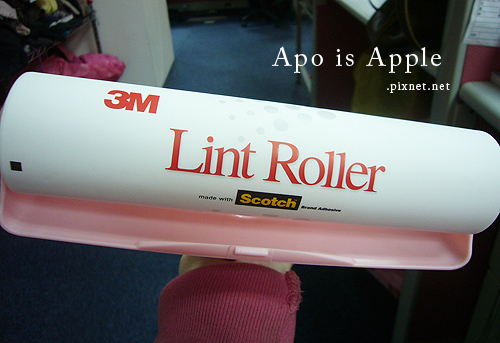 Apo is Apple
.pixnet.net
3M
Lint Roller
made with Scotch Brand Adhesive